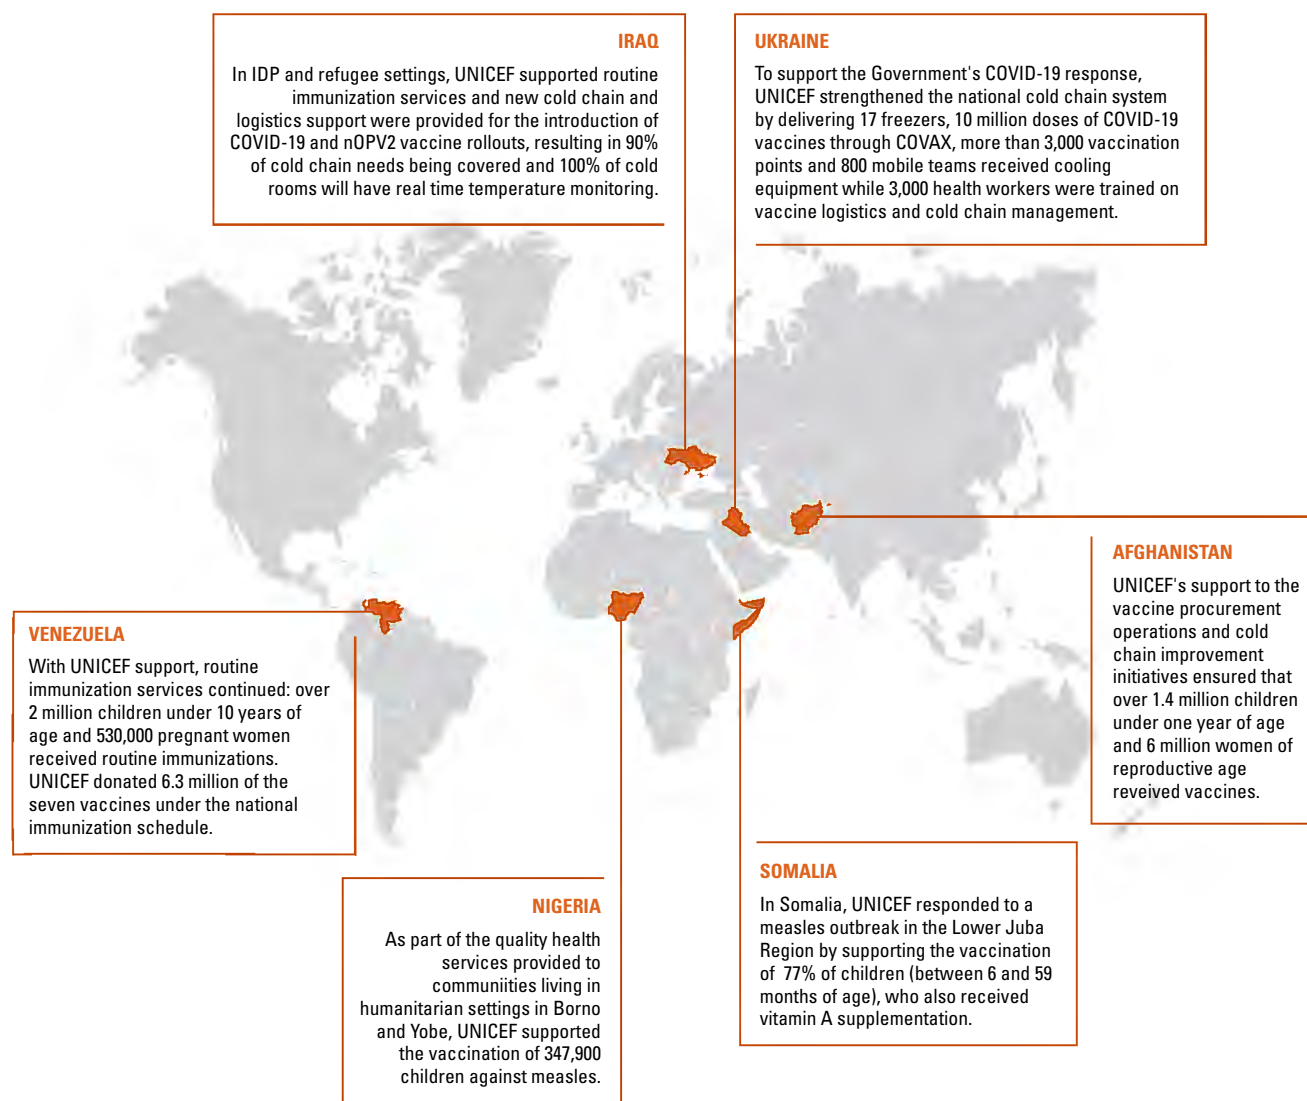 IRAQ
In IDP and refugee settings, UNICEF supported routine
immunization services and new cold chain and
logistics support were provided for the introduction of
COVID-19 and nOPV2 vaccine rollouts, resulting in 90%
of cold chain needs being covered and 100% of cold
rooms will have real time temperature monitoring.
UKRAINE
To support the Government's COVID-19 response,
UNICEF strengthened the national cold chain system
by delivering 17 freezers, 10 million doses of COVID-19
vaccines through COVAX, more than 3,000 vaccination
points and 800 mobile teams received cooling
equipment while 3,000 health workers were trained on
vaccine logistics and cold chain management.
AFGHANISTAN
UNICEF's support to the
vaccine procurement
operations and cold
chain improvement
initiatives ensured that
over 1.4 million children
under one year of age
and 6 million women of
reproductive age
reveived vaccines.
VENEZUELA
With UNICEF support, routine
immunization services continued: over
2 million children under 10 years of
age and 530,000 pregnant women
received routine immunizations.
UNICEF donated 6.3 million of the
seven vaccines under the national
immunization schedule.
SOMALIA
In Somalia, UNICEF responded to a
measles outbreak in the Lower Juba
Region by supporting the vaccination
of 77% of children (between 6 and 59
months of age), who also received
vitamin A supplementation.
NIGERIA
As part of the quality health
services provided to
communiities living in
humanitarian settings in Borno
and Yobe, UNICEF supported
the vaccination of 347,900
children against measles.